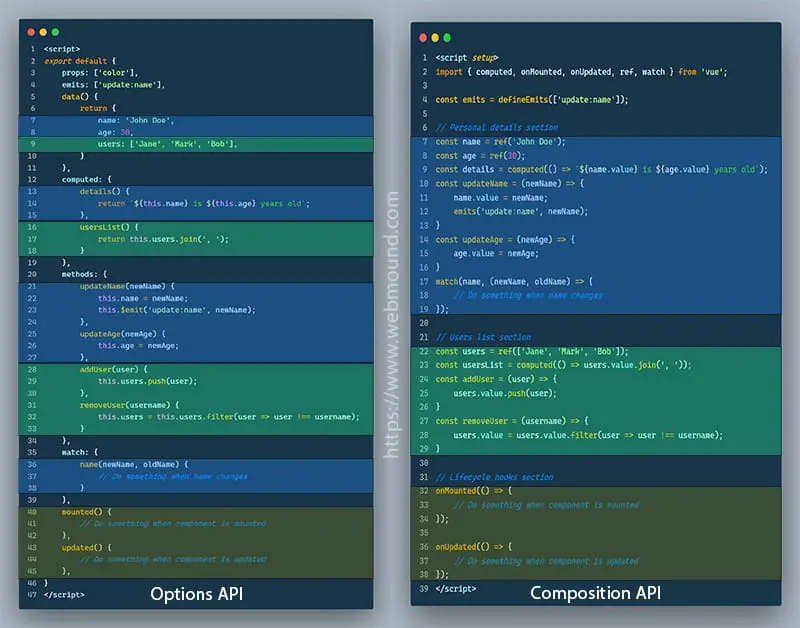 1 <script>
2 export default {
3 props: ['color'],
4 emits: ['update:name'],
5 data() {
6 return {
7 name: 'John Doe',
8 age: 30,
9 users: ['Jane', 'Mark', 'Bob'],
10 }
11 },
12 computed: {
13 details() {
14 return `${this.name} is ${this.age} years old`;
15 },
16 usersList() {
17 return this.users.join(', ');
18 }
19 },
20 methods: {
21 updateName(newName) {
22 this.name = newName;
23 this.$emit('update:name', newName);
24 },
25 updateAge(newAge) {
26 this.age = newAge;
27 },
28 addUser(user) {
29 this.users.push(user);
30 },
31 removeUser(username) {
32 this.users = this.users.filter(user => user !== username);
33 }
34 },
35 watch: {
36 name(newName, oldName) {
37 // Do something when name changes
38 }
39 },
40 mounted() {
41 // Do something when component is mounted
42 },
43 updated() {
44 // Do something when component is updated
45 },
46 }
47 </script>
Options API
https://www.webmound.com
1 <script setup>
2 import { computed, onMounted, onUpdated, ref, watch } from 'vue';
3
4 const emits = defineEmits(['update:name']);
5
6 // Personal details section
7 const name = ref('John Doe');
8 const age = ref(30);
9 const details = computed(() => `${name.value} is ${age.value} years old`)
10 const updateName = (newName) => {
11 name.value = newName;
12 emits('update:name', newName);
13 }
14 const updateAge = (newAge) => {
15 age.value = newAge;
16 }
17 watch(name, (newName, oldName) => {
18 // Do something when name changes
19 });
20
21 // Users list section
22 const users = ref(['Jane', 'Mark', 'Bob']);
23 const usersList = computed(() => users.value.join(', '));
24 const addUser = (user) => {
25 users.value.push(user);
26 }
27 const removeUser = (username) => {
28 users.value = users.value.filter(user => user !== username);
29 }
30
31 // Lifecycle hooks section
32 onMounted(() => {
33 // Do something when component is mounted
34 });
35
36 onUpdated(() => {
37 // Do something when component is updated
38 });
39 </script>
Composition API